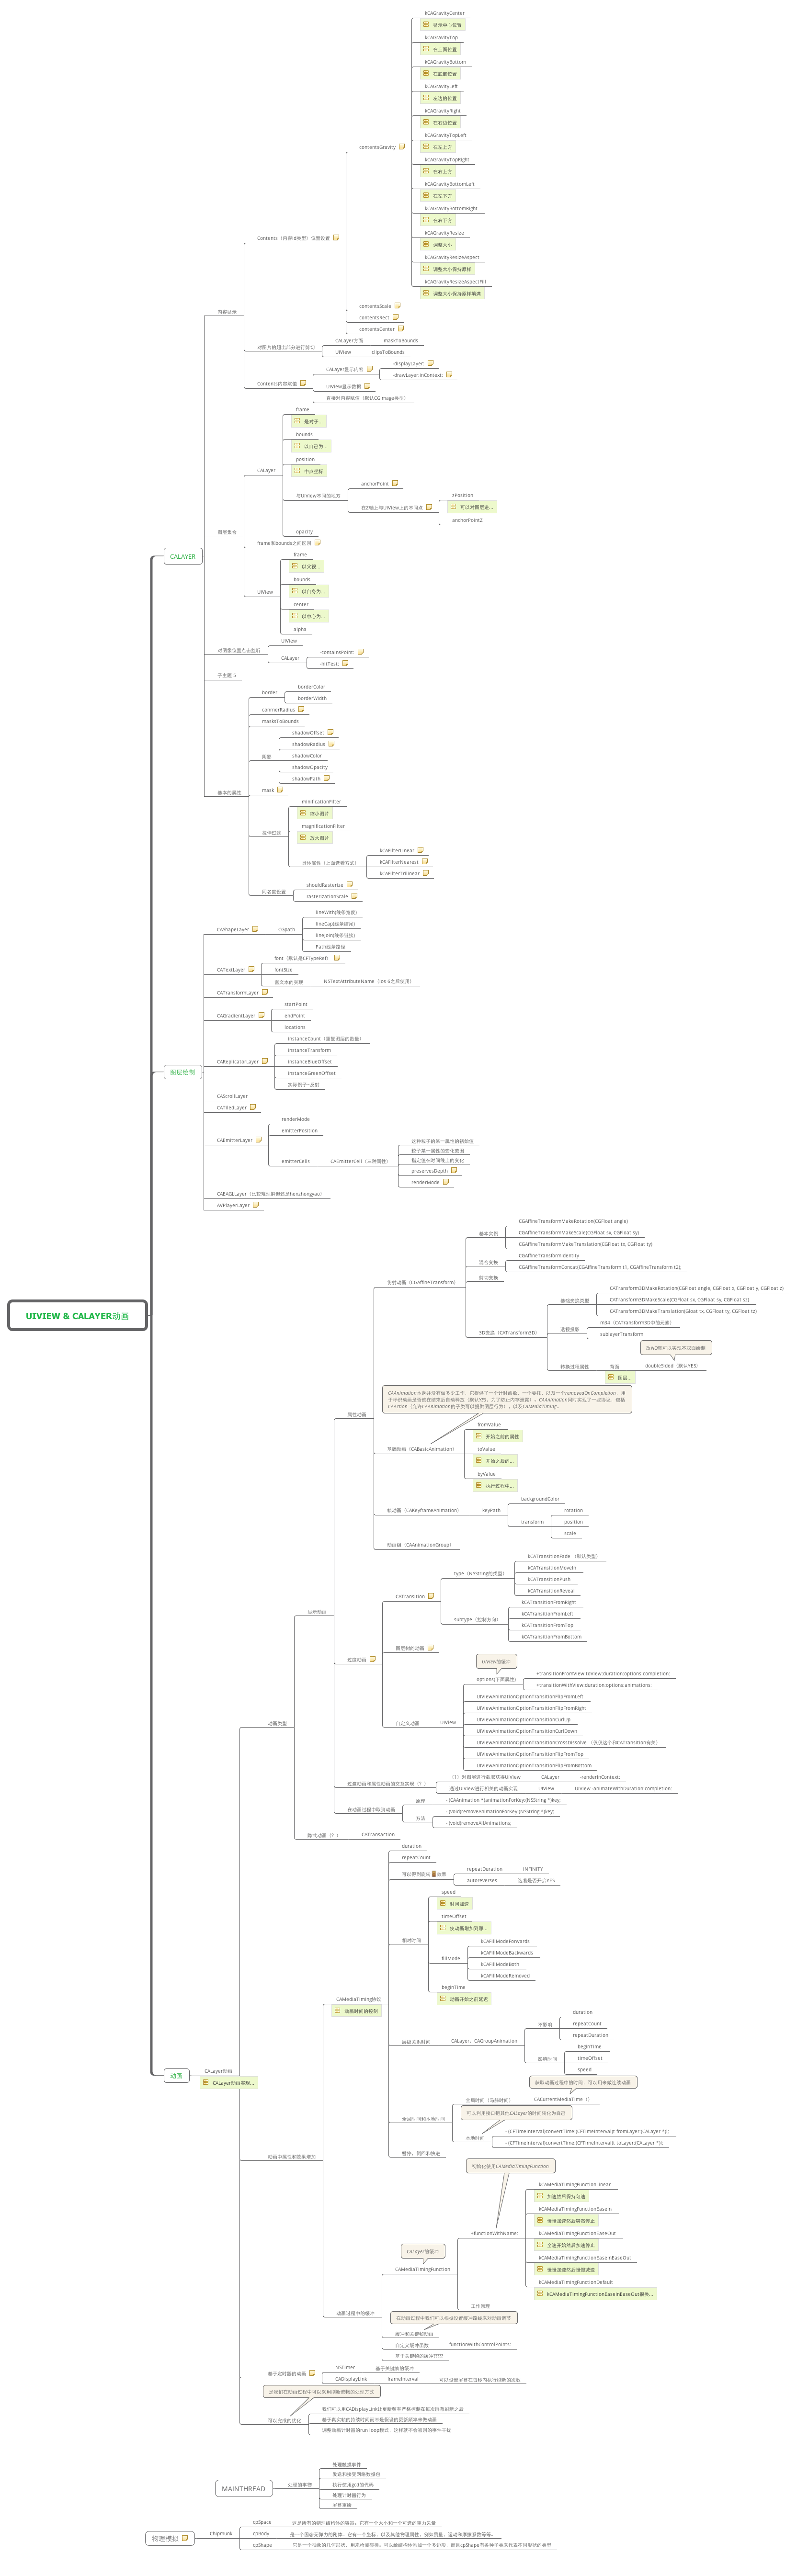 UIVIEW & CALAYER动画
CALAYER
内容显示
Contents（内容id类型）位置设置
contentsGravity
kCAGravityCenter
显示中心位置
kCAGravityTop
在上面位置
kCAGravityBottom
在底部位置
kCAGravityLeft
左边的位置
kCAGravityRight
在右边位置
kCAGravityTopLeft
在左上方
kCAGravityTopRight
在右上方
kCAGravityBottomLeft
在左下方
kCAGravityBottomRight
在右下方
kCAGravityResize
调整大小
kCAGravityResizeAspect
调整大小保持原样
kCAGravityResizeAspectFill
调整大小保持原样填满
contentsScale
contentsRect
contentsCenter
对图片的超出部分进行剪切
CALayer方面
maskToBounds
UIView
clipsToBounds
Contents内容赋值
CALayer显示内容
-displayLayer:
-drawLayer:inContext:
UIView显示数据
直接对内容赋值（默认CGImage类型）
图层复合
CALayer
frame
是对于...
bounds
以自己为...
position
中点坐标
与UIView不同的地方
anchorPoint
在Z轴上与UIView上的不同点
zPosition
可以对图层进...
anchorPointZ
opacity
frame和bounds之间区别
UIView
frame
以父视...
bounds
以自身为...
center
以中心为...
alpha
对图层位置点击监听
UIView
CALayer
-containsPoint:
-hitTest:
子主题 5
基本的属性
border
borderColor
borderWidth
conrnerRadius
masksToBounds
阴影
shadowOffset
shadowRadius
shadowColor
shadowOpacity
shadowPath
mask
拉伸过滤
minificationFilter
缩小图片
magnificationFilter
放大图片
具体属性（上面选着方式）
kCAFilterLinear
kCAFilterNearest
kCAFilterTrilinear
组透明设置
shouldRasterize
rasterizationScale
图层绘制
CAShapeLayer
CGpath
lineWith(线条宽度)
lineCap(线条结尾)
lineJoin(线条链接)
Path线条路径
CATextLayer
font（默认是CFTypeRef）
fontSize
富文本的实现
NSTextAttributeName（ios 6之后使用）
CATransformLayer
CAGradientLayer
startPoint
endPoint
locations
CAReplicatorLayer
instanceCount（重复图层的数量）
instanceTransform
instanceBlueOffset
instanceGreenOffset
实际例子-反射
CAScrollLayer
CATiledLayer
CAEmitterLayer
renderMode
emitterPosition
emitterCells
CAEmitterCell（三种属性）
这种粒子的某一属性的初始值
粒子某一属性的变化范围
指定值在时间线上的变化
preservesDepth
renderMode
CAEAGLLayer（比较难理解但还是henzhongyao）
AVPlayerLayer
动画
CALayer动画
CALayer动画实现...
动画类型
显示动画
属性动画
仿射动画（CGAffineTransform）
基本实例
CGAffineTransformMakeRotation(CGFloat angle)
CGAffineTransformMakeScale(CGFloat sx, CGFloat sy)
CGAffineTransformMakeTranslation(CGFloat tx, CGFloat ty)
混合变换
CGAffineTransformIdentity
CGAffineTransformConcat(CGAffineTransform t1, CGAffineTransform t2);
剪切变换
3D变换（CATransform3D）
基础变换类型
CATransform3DMakeRotation(CGFloat angle, CGFloat x, CGFloat y, CGFloat z)
CATransform3DMakeScale(CGFloat sx, CGFloat sy, CGFloat sz)
CATransform3DMakeTranslation(Gloat tx, CGFloat ty, CGFloat tz)
透视投影
m34（CATransform3D中的元素）
sublayerTransform
转换过程属性
背面
图层...
doubleSided（默认YES）
选NO就可以实现不双面绘制
CAAnimation本身并没有做多少工作，它提供了一个计时函数，一个委托，以及一个removedOnCompletion，用于标识动画是否该在结束后自动释放（默认YES，为了防止内存泄露）。CAAnimation同时实现了一些协议，包括CAAction（允许CAAnimation的子类可以提供图层行为），以及CAMediaTiming。
基础动画（CABasicAnimation）
fromValue
开始之前的属性
toValue
开始之后的...
byValue
执行过程中...
帧动画（CAKeyframeAnimation）
keyPath
backgroundColor
transform
rotation
position
scale
动画组（CAAnimationGroup）
过渡动画
CATransition
type（NSString的类型）
kCATransitionFade （默认类型）
kCATransitionMoveIn
kCATransitionPush
kCATransitionReveal
subtype（控制方向）
kCATransitionFromRight
kCATransitionFromLeft
kCATransitionFromTop
kCATransitionFromBottom
图层树的动画
自定义动画
UIView
UIview的缓冲
options(下面属性)
+transitionFromView:toView:duration:options:completion:
+transitionWithView:duration:options:animations:
UIViewAnimationOptionTransitionFlipFromLeft
UIViewAnimationOptionTransitionFlipFromRight
UIViewAnimationOptionTransitionCurlUp
UIViewAnimationOptionTransitionCurlDown
UIViewAnimationOptionTransitionCrossDissolve （仅仅这个和CATransition有关）
UIViewAnimationOptionTransitionFlipFromTop
UIViewAnimationOptionTransitionFlipFromBottom
过渡动画和属性动画的交互实现（？）
（1）对图层进行截取获得UIView
CALayer
-renderInContext:
通过UIView进行相关的动画实现
UIView
UIView -animateWithDuration:completion:
在动画过程中取消动画
原理
- (CAAnimation *)animationForKey:(NSString *)key;
方法
- (void)removeAnimationForKey:(NSString *)key;
- (void)removeAllAnimations;
隐式动画（？）
CATransaction
动画中属性和效果增加
CAMediaTiming协议
动画时间的控制
duration
repeatCount
可以得到是晃🚪效果
repeatDuration
INFINITY
autoreverses
选着是否开启YES
相对时间
speed
时间加速
timeOffset
使动画增加到那...
fillMode
kCAFillModeForwards
kCAFillModeBackwards
kCAFillModeBoth
kCAFillModeRemoved
beginTime
动画开始之前延迟
层级关系时间
CALayer、CAGroupAnimation
不影响
duration
repeatCount
repeatDuration
影响时间
beginTime
timeOffset
speed
获取动画过程中的时间，可以用来做连续动画
全局时间和本地时间
全局时间（马赫时间）
CACurrentMediaTime（）
可以利用接口把其他CALayer的时间转化为自己
本地时间
- (CFTimeInterval)convertTime:(CFTimeInterval)t fromLayer:(CALayer *)l;
- (CFTimeInterval)convertTime:(CFTimeInterval)t toLayer:(CALayer *)l;
暂停、倒回和快进
动画过程中的缓冲
CALayer的缓冲
CAMediaTimingFunction
初始化使用CAMediaTimingFunction
+functionWithName:
kCAMediaTimingFunctionLinear
加速然后保持匀速
kCAMediaTimingFunctionEaseIn
慢慢加速然后突然停止
kCAMediaTimingFunctionEaseOut
全速开始然后加速停止
kCAMediaTimingFunctionEaseInEaseOut
慢慢加速然后慢慢减速
kCAMediaTimingFunctionDefault
kCAMediaTimingFunctionEaseInEaseOut很类...
工作原理
在动画过程中我们可以根据设置缓冲路线来对动画调节
缓冲和关键帧动画
自定义缓冲函数
functionWithControlPoints:
基于关键帧的缓冲?????
基于定时器的动画
NSTimer
基于关键帧的缓冲
CADisplayLink
frameInterval
可以设置屏幕在每秒内执行刷新的次数
是我们在动画过程中可以采用刷新流畅的处理方式
可以完成的优化
我们可以用CADisplayLink让更新频率严格控制在每次屏幕刷新之后
基于真实帧的持续时间而不是假设的更新频率来做动画
调整动画计时器的run loop模式，这样就不会被别的事件干扰
MAINTHREAD
处理的事物
处理触摸事件
发送和接受网络数据包
执行使用gcd的代码
处理计时器行为
屏幕重绘
物理模拟
Chipmunk
cpSpace
这是所有的物理结构体的容器。它有一个大小和一个可选的重力矢量
cpBody
是一个固态无弹力的刚体。它有一个坐标，以及其他物理属性，例如质量，运动和摩擦系数等等。
cpShape
它是一个抽象的几何形状，用来检测碰撞。可以给结构体添加一个多边形，而且cpShape有各种子类来代表不同形状的类型